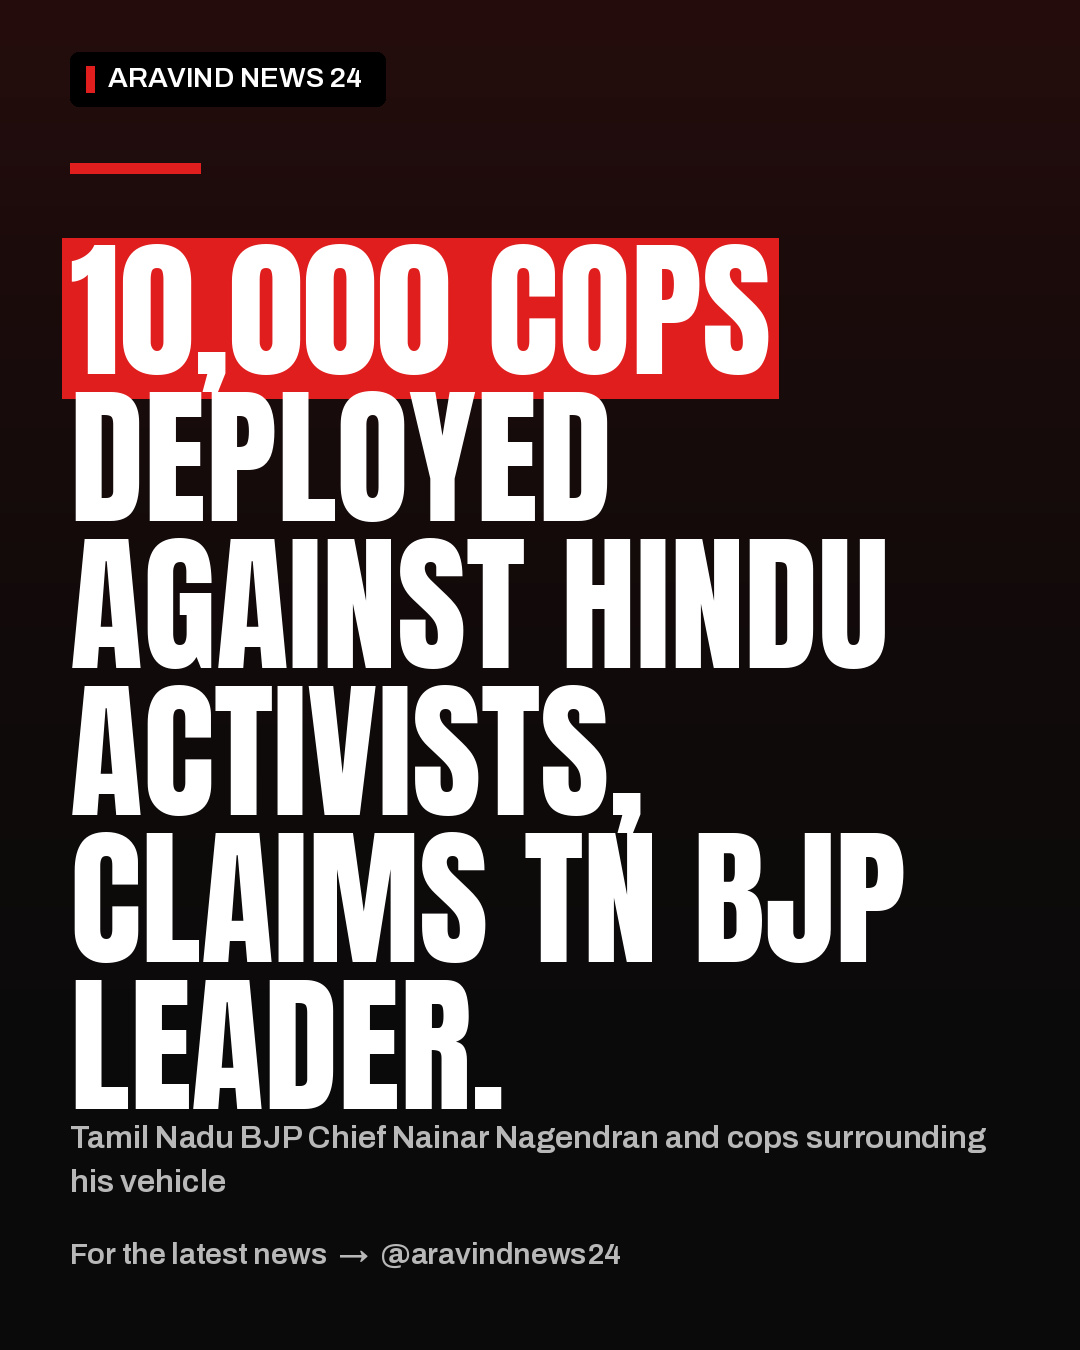 ARAVIND NEWS 24
10,000 COPS
DEPLOYED
AGAINST HINDU
ACTIVISTS,
CLAIMS TN BJP
LEADER.
Tamil Nadu BJP Chief Nainar Nagendran and cops surrounding
his vehicle
For the latest news → @aravindnews24